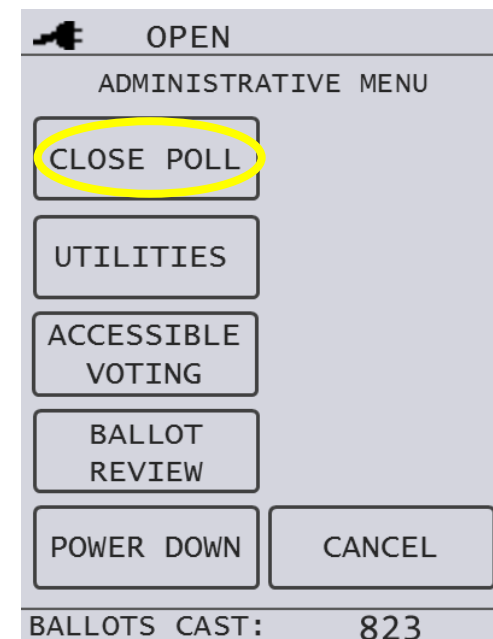 OPEN
ADMINISTRATIVE MENU
CLOSE POLL
UTILITIES
ACCESSIBLE
VOTING
BALLOT
REVIEW
POWER DOWN
CANCEL
BALLOTS CAST: 823